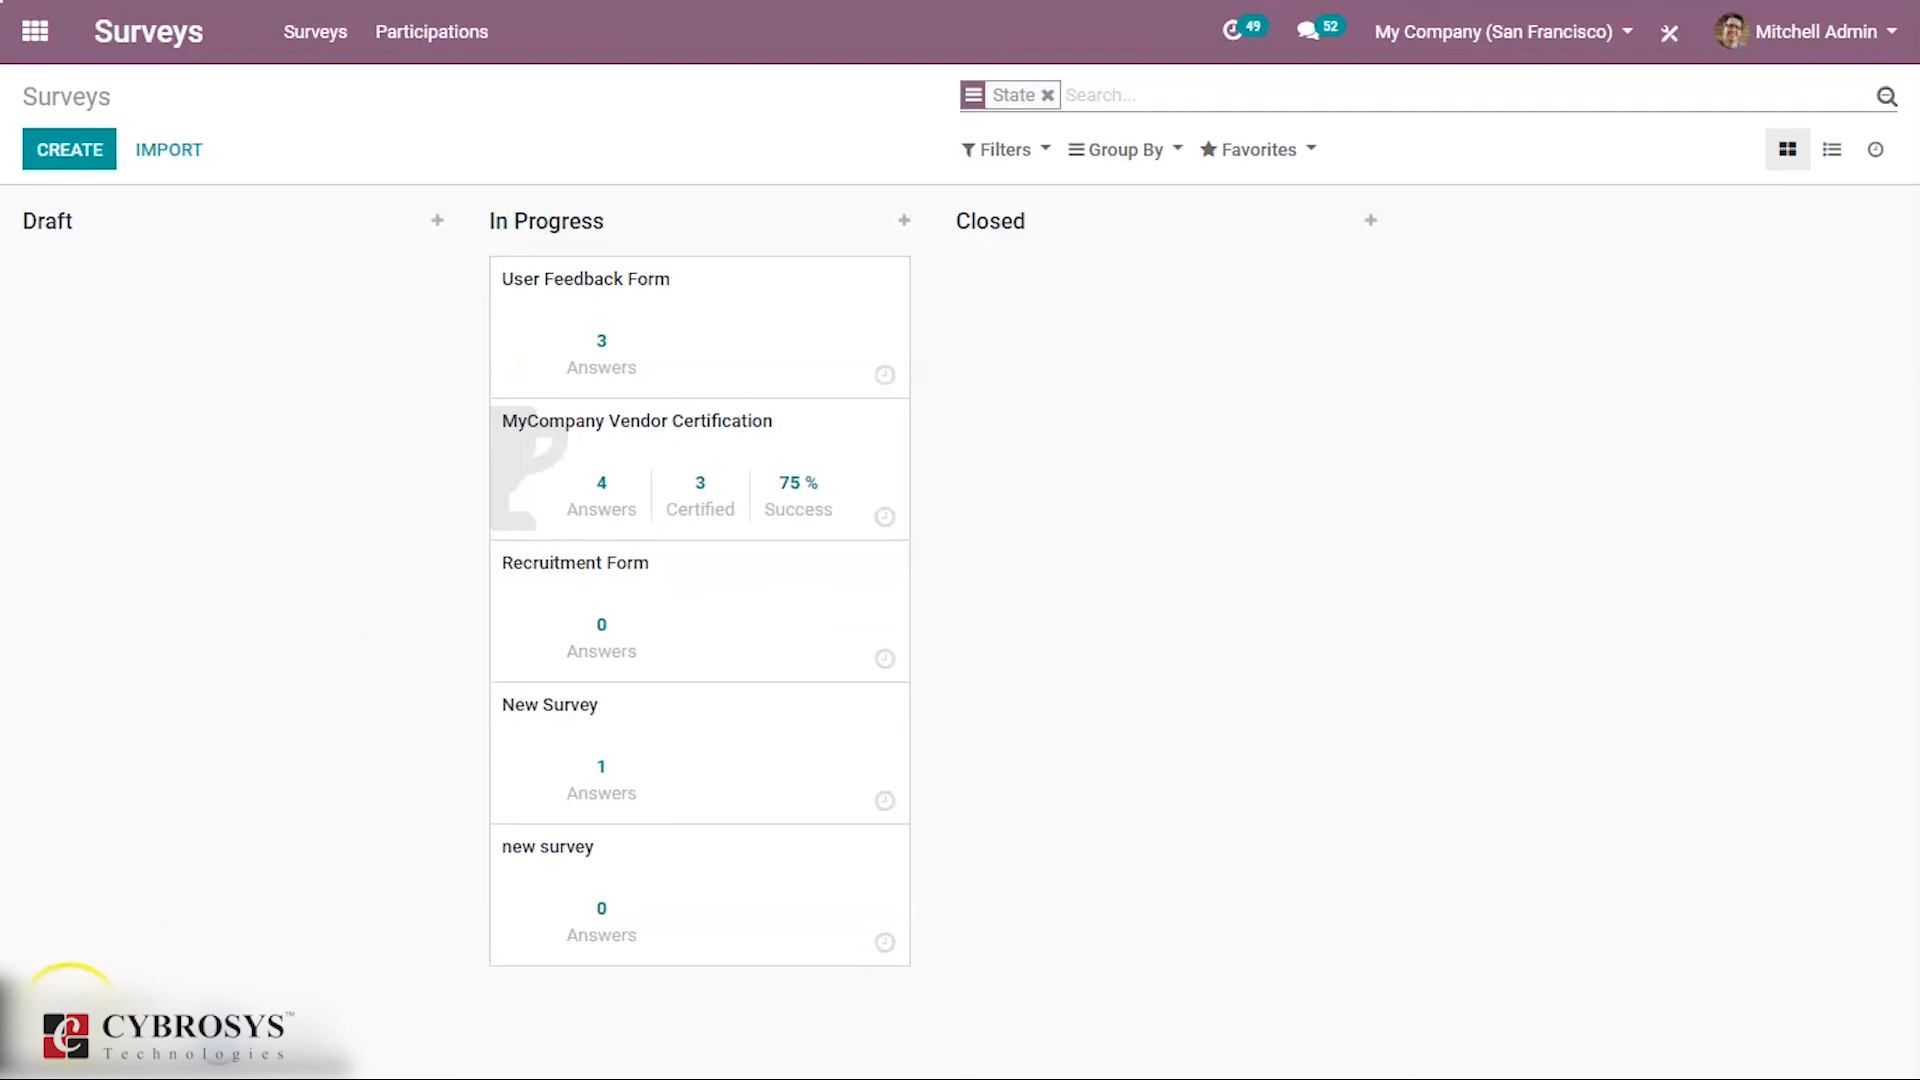 Surveys
Surveys
Participations
49
52
My Company (San Francisco)
Mitchell Admin
Surveys
State
Search...
CREATE
IMPORT
Filters
Group By
Favorites
Draft
In Progress
Closed
User Feedback Form
3
Answers
MyCompany Vendor Certification
4
3
75 %
Answers
Certified
Success
Recruitment Form
0
Answers
New Survey
1
Answers
new survey
0
Answers
CYBROSYS™
Technologies